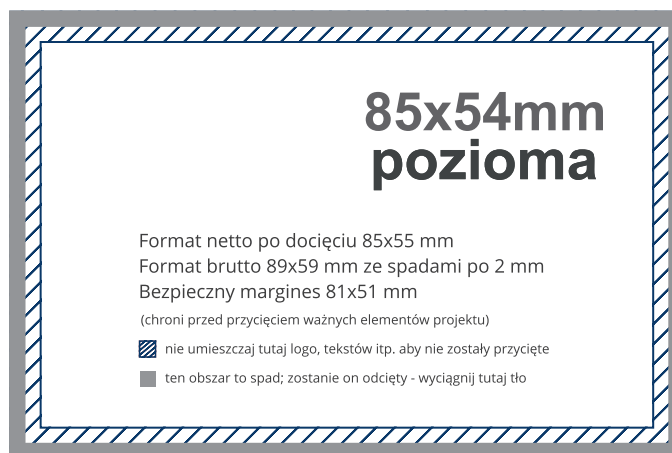 85x54mm
pozioma
Format netto po docięciu 85x55 mm
Format brutto 89x59 mm ze spadami po 2 mm
Bezpieczny margines 81x51 mm
(chroni przed przycięciem ważnych elementów projektu)
nie umieszczaj tutaj logo, tekstów itp. aby nie zostały przycięte
ten obszar to spad; zostanie on odcięty - wyciągnij tutaj tło